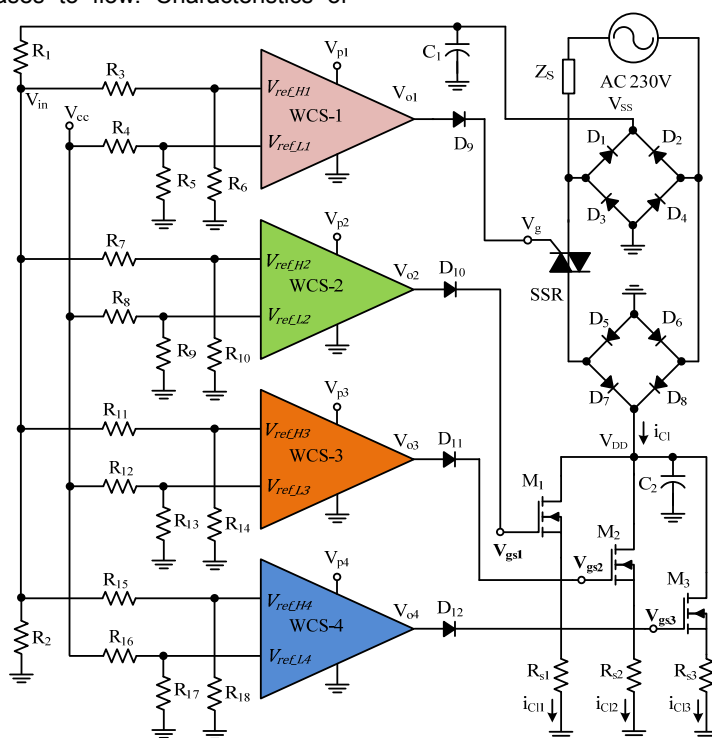 to flow. Characteristics of
R1
C1
Vp1
ZS
AC 230V
R3
Vref_H1
Vo1
VSS
Vin
Vcc
WCS-1
D1
D2
R4
Vref_L1
D9
R5
R6
D3
D4
Vp2
Vg
R7
Vref_H2
Vo2
D10
SSR
WCS-2
R8
Vref_L2
D5
D6
R9
R10
D7
D8
Vp3
iCl
R11
Vref_H3
Vo3
D11
VDD
WCS-3
M1
C2
R12
Vref_L3
R13
R14
Vgs1
M2
Vp4
Vgs2
M3
R15
Vref_H4
Vo4
D12
Vgs3
R2
WCS-4
R16
Vref_L4
Rs1
Rs2
Rs3
R17
R18
iCl1
iCl2
iCl3